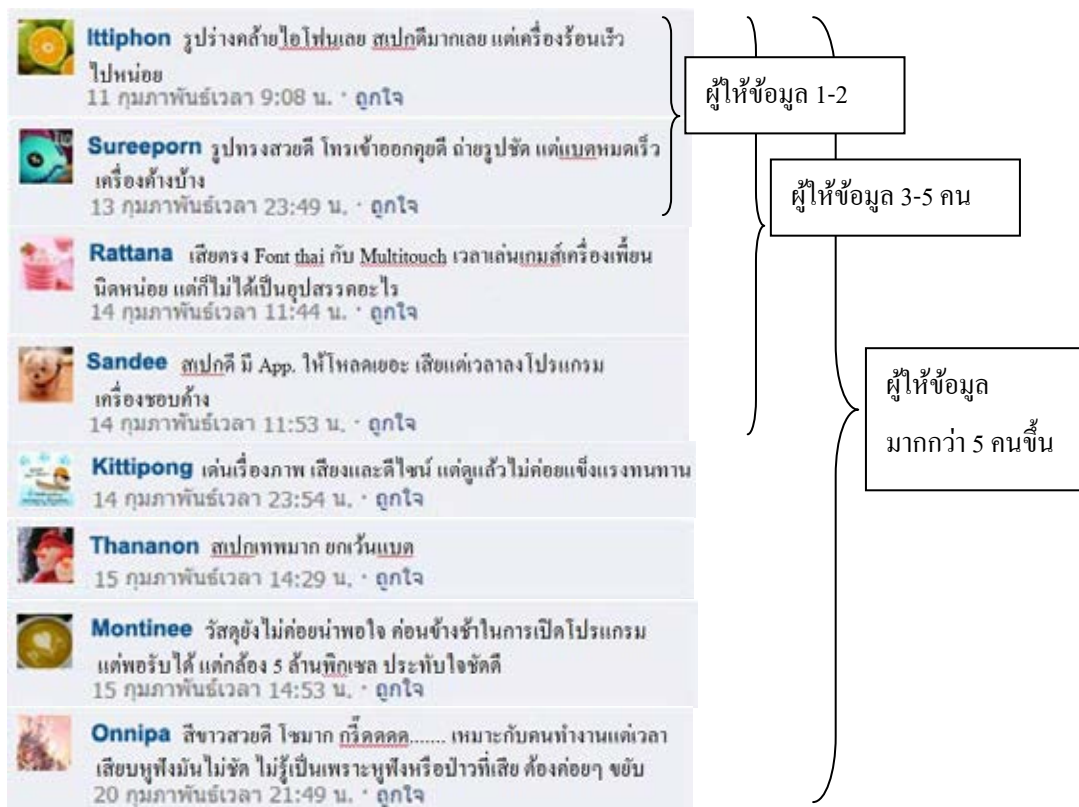 Ittiphon รูปร่างคล้ายไอโฟนเลย สเปกดีมากเลย แต่เครื่องร้อนเร็ว
ไปหน่อย
11 กุมภาพันธ์เวลา 9:08 น. · ถูกใจ
Sureeporn รูปทรงสวยดี โทรเข้าออกคุยดี ถ่ายรูปชัด แต่แบตหมดเร็ว
เครื่องค้างบ้าง
13 กุมภาพันธ์เวลา 23:49 น. · ถูกใจ
Rattana เสียตรง Font thai กับ Multitouch เวลาเล่นเกมส์เครื่องเพี้ยน
นิดหน่อย แต่ก็ไม่ได้เป็นอุปสรรคอะไร
14 กุมภาพันธ์เวลา 11:44 น. · ถูกใจ
Sandee สเปกดี มี App. ให้โหลดเยอะ เสียแต่เวลาลงโปรแกรม
เครื่องชอบค้าง
14 กุมภาพันธ์เวลา 11:53 น. · ถูกใจ
Kittipong เด่นเรื่องภาพ เสียงและดีไซน์ แต่ดูแล้วไม่ค่อยแข็งแรงทนทาน
14 กุมภาพันธ์เวลา 23:54 น. · ถูกใจ
Thananon สเปกเทพมาก ยกเว้นแบต
15 กุมภาพันธ์เวลา 14:29 น. · ถูกใจ
Montinee วัสดุยังไม่ค่อยน่าพอใจ ค่อนข้างช้าในการเปิดโปรแกรม
แต่พอรับได้ แต่กล้อง 5 ล้านพิกเซล ประทับใจชัดดี
15 กุมภาพันธ์เวลา 14:53 น. · ถูกใจ
Onnipa สีขาวสวยดี โชมาก กรี๊ดดดด....... เหมาะกับคนทำงานแต่เวลา
เสียบหูฟังมันไม่ชัด ไม่รู้เป็นเพราะหูฟังหรือป่าวที่เสีย ต้องค่อยๆ ขยับ
20 กุมภาพันธ์เวลา 21:49 น. · ถูกใจ
ผู้ให้ข้อมูล 1-2
ผู้ให้ข้อมูล 3-5 คน
ผู้ให้ข้อมูล
มากกว่า 5 คนขึ้น